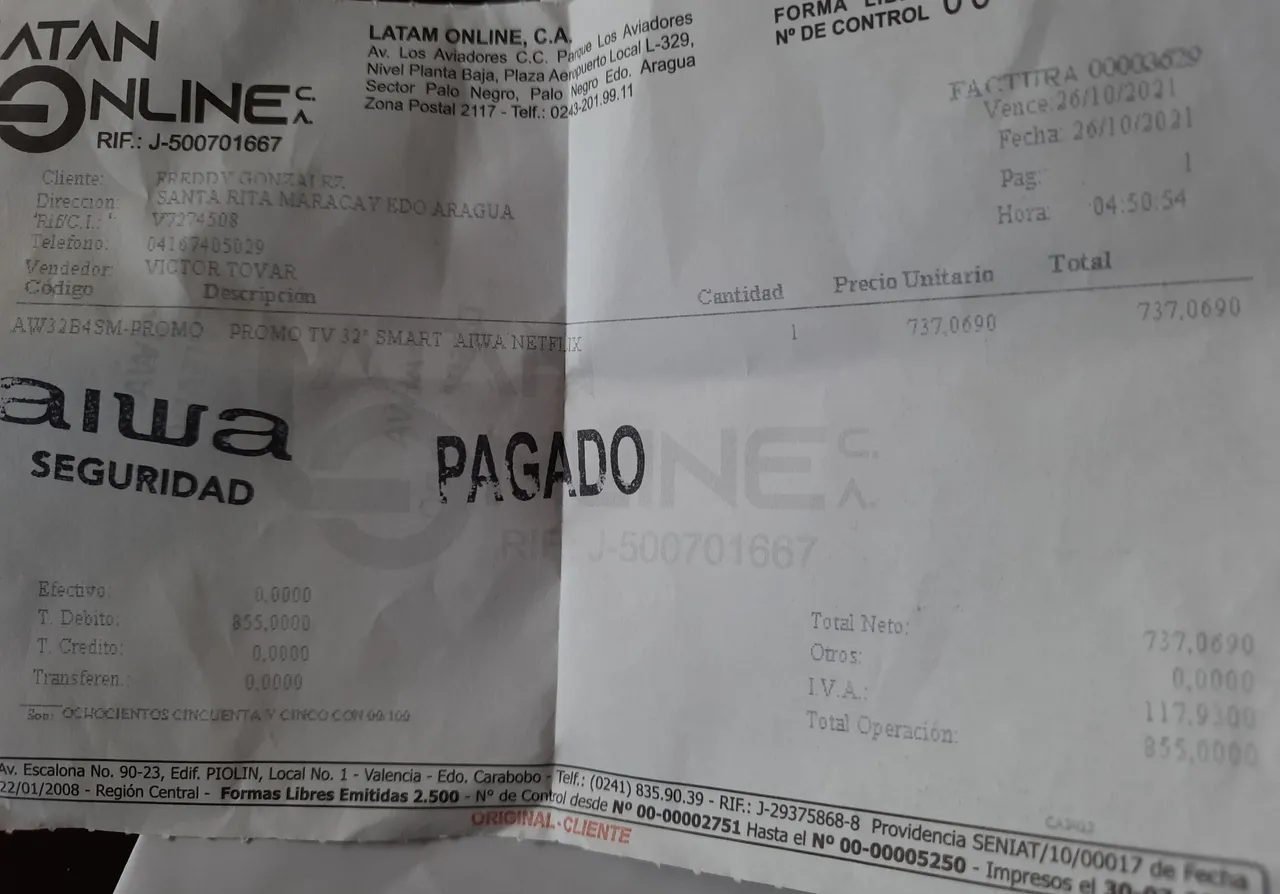 LATAN
ONLINE C.A.
RIF.: J-500701667
LATAM ONLINE, C.A.
Av. Los Aviadores C.C. Parque Los Aviadores
Nivel Planta Baja, Plaza Aeropuerto Local L-329,
Sector Palo Negro, Palo Negro Edo. Aragua
Zona Postal 2117 - Telf.: 0243-201.99.11
FORMA
Nº DE CONTROL 00
FACTURA 00003629
Vence: 26/10/2021
Fecha: 26/10/2021
Pag: 1
Hora: 04:50:54
Cliente: FREDDY GONZALEZ
Direccion: SANTA RITA MARACAY EDO ARAGUA
Rif/C.I.: V7274508
Telefono: 04167405029
Vendedor: VICTOR TOVAR
Código Descripción Cantidad Precio Unitario Total
AW32B4SM-PROMO PROMO TV 32" SMART AIWA NETFLIX 1 737,0690 737,0690
aiwa
SEGURIDAD
PAGADO
ONLINE C.A.
RIF J-500701667
Efectivo: 0,0000
T. Debito: 855,0000
T. Credito: 0,0000
Transferen.: 0,0000
Son: OCHOCIENTOS CINCUENTA Y CINCO CON 00/100
Total Neto: 737,0690
Otros: 0,0000
I.V.A.: 117,9300
Total Operación: 855,0000
Av. Escalona No. 90-23, Edif. PIOLIN, Local No. 1 - Valencia - Edo. Carabobo - Telf.: (0241) 835.90.39 - RIF.: J-29375868-8 Providencia SENIAT/10/00017 de Fecha
22/01/2008 - Región Central - Formas Libres Emitidas 2.500 - Nº de Control desde Nº 00-00002751 Hasta el Nº 00-00005250 - Impresos el
ORIGINAL-CLIENTE